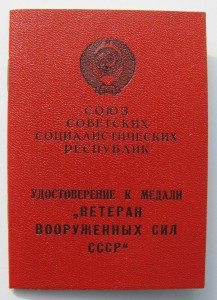 СОЮЗ
СОВЕТСКИХ
СОЦИАЛИСТИЧЕСКИХ
РЕСПУБЛИК
УДОСТОВЕРЕНИЕ К МЕДАЛИ
„ВЕТЕРАН
ВООРУЖЕННЫХ СИЛ
СССР“